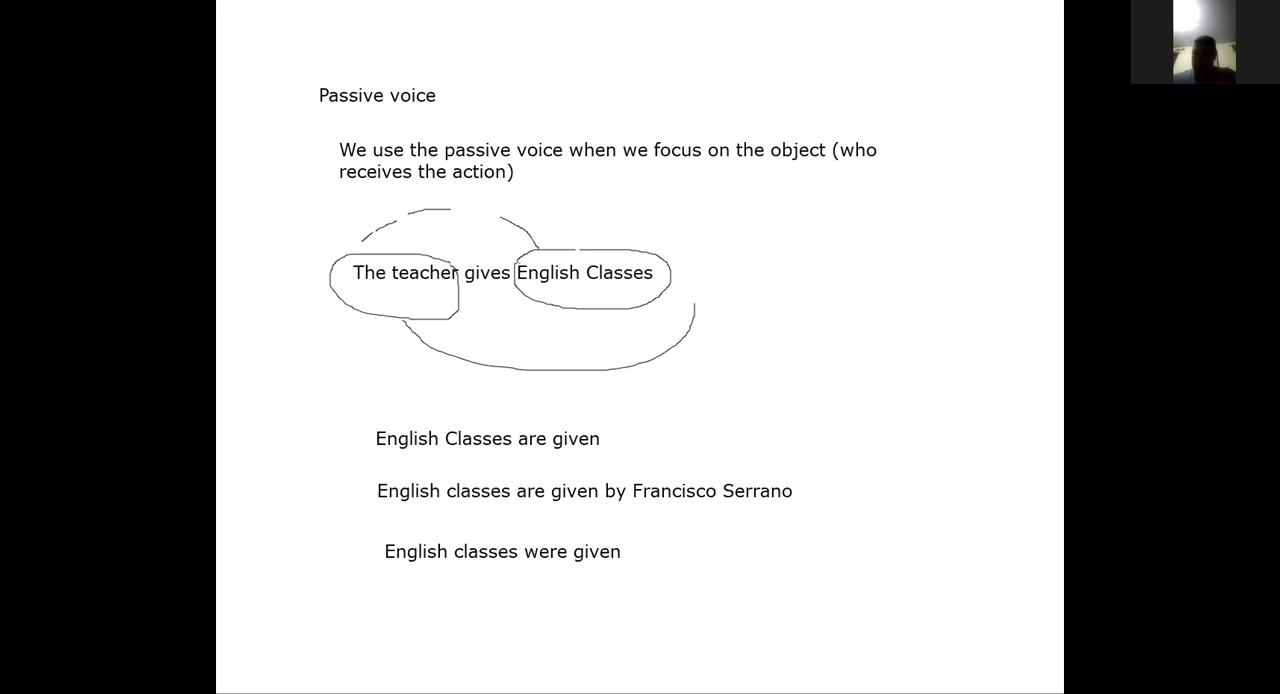 Passive voice
We use the passive voice when we focus on the object (who
receives the action)
The teacher gives English Classes
English Classes are given
English classes are given by Francisco Serrano
English classes were given